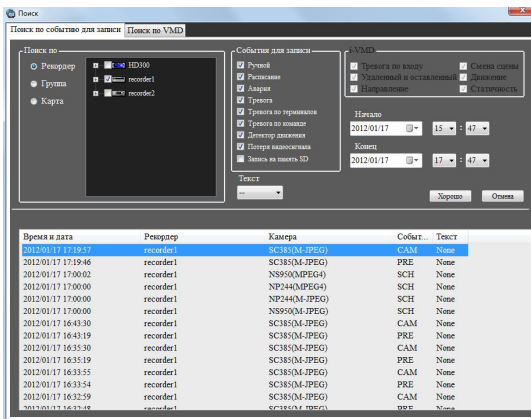 Поиск
Поиск по событию для записи Поиск по VMD
Поиск по
Рекордер
Группа
Карта
HD300
recorder1
recorder2
События для записи
Ручной
Расписание
Авария
Тревога
Тревога по терминалов
Тревога по команде
Детектор движения
Потеря видеосигнала
Запись на память SD
Текст
--
i-VMD
Тревога по входу Смена сцены
Удаленный и оставленный Движение
Направление Статичность
Начало
2012/01/17 15 : 47
Конец
2012/01/17 17 : 47
Хорошо Отмена
Время и дата Рекордер Камера Событ... Текст
2012/01/17 17:19:57 recorder1 SC385(M-JPEG) CAM None
2012/01/17 17:19:46 recorder1 SC385(M-JPEG) PRE None
2012/01/17 17:00:02 recorder1 NS950(MPEG4) SCH None
2012/01/17 17:00:00 recorder1 NP244(MPEG4) SCH None
2012/01/17 17:00:00 recorder1 NP244(M-JPEG) SCH None
2012/01/17 17:00:00 recorder1 NS950(M-JPEG) SCH None
2012/01/17 16:43:30 recorder1 SC385(M-JPEG) CAM None
2012/01/17 16:43:19 recorder1 SC385(M-JPEG) PRE None
2012/01/17 16:35:30 recorder1 SC385(M-JPEG) CAM None
2012/01/17 16:35:19 recorder1 SC385(M-JPEG) PRE None
2012/01/17 16:33:55 recorder1 SC385(M-JPEG) CAM None
2012/01/17 16:33:54 recorder1 SC385(M-JPEG) PRE None
2012/01/17 16:32:59 recorder1 SC385(M-JPEG) CAM None
2012/01/17 16:32:48 recorder1 SC385(M-JPEG) PRE None